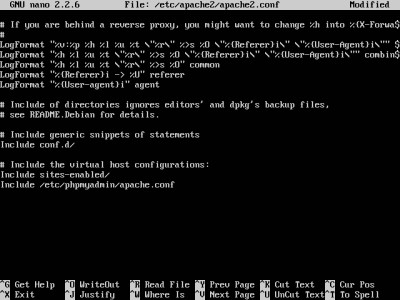 GNU nano 2.2.6 File: /etc/apache2/apache2.conf Modified
# If you are behind a reverse proxy, you might want to change %h into %{X-Forwa$
#
LogFormat "%v:%p %h %l %u %t \"%r\" %>s %O \"%{Referer}i\" \"%{User-Agent}i\"" $
LogFormat "%h %l %u %t \"%r\" %>s %O \"%{Referer}i\" \"%{User-Agent}i\"" combin$
LogFormat "%h %l %u %t \"%r\" %>s %O" common
LogFormat "%{Referer}i -> %U" referer
LogFormat "%{User-agent}i" agent
# Include of directories ignores editors' and dpkg's backup files,
# see README.Debian for details.
# Include generic snippets of statements
Include conf.d/
# Include the virtual host configurations:
Include sites-enabled/
Include /etc/phpmyadmin/apache.conf
^G Get Help ^O WriteOut ^R Read File ^Y Prev Page ^K Cut Text ^C Cur Pos
^X Exit ^J Justify ^W Where Is ^V Next Page ^U UnCut Text ^T To Spell